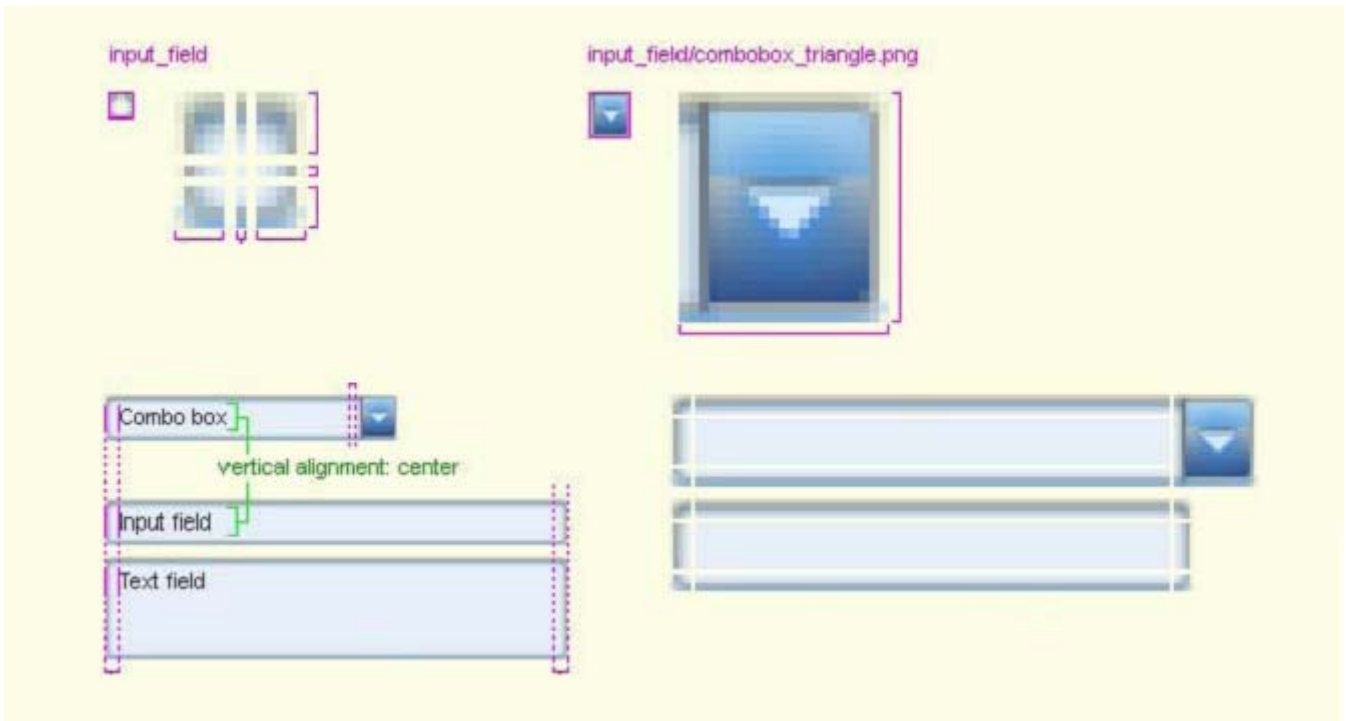 input_field
input_field/combobox_triangle.png
Combo box
vertical alignment: center
Input field
Text field